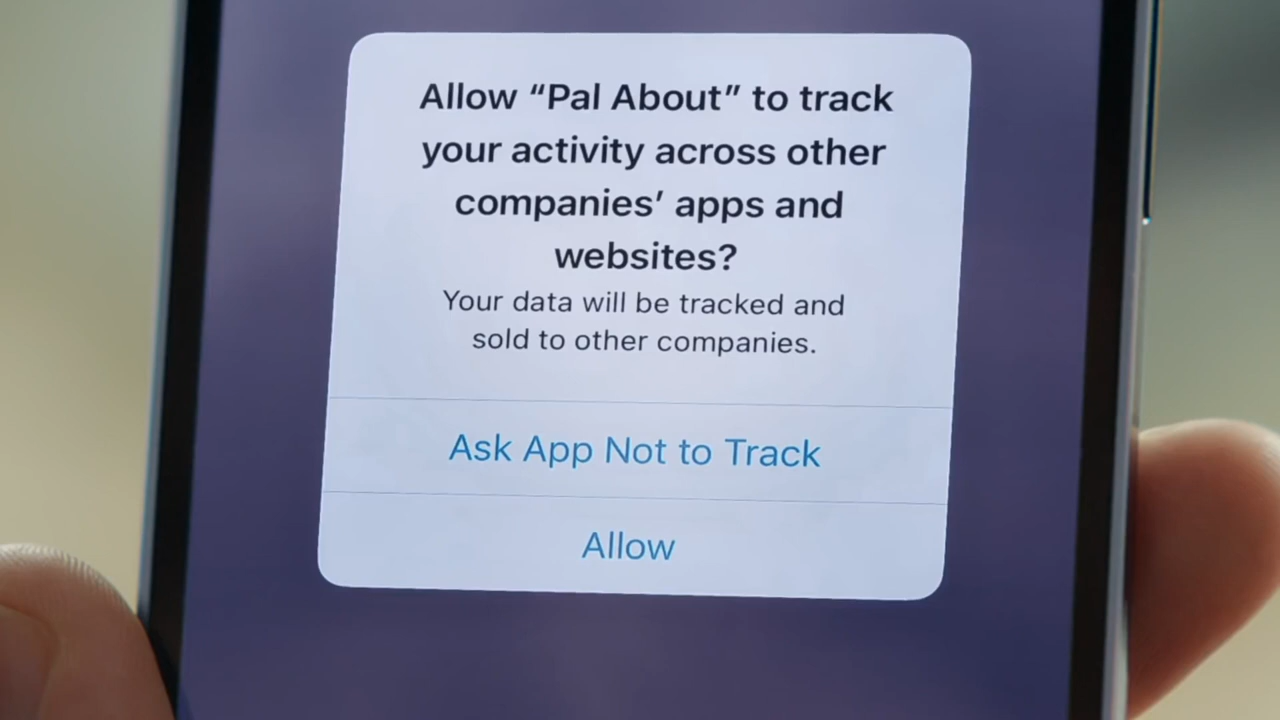 Allow “Pal About” to track
your activity across other
companies’ apps and
websites?
Your data will be tracked and
sold to other companies.
Ask App Not to Track
Allow